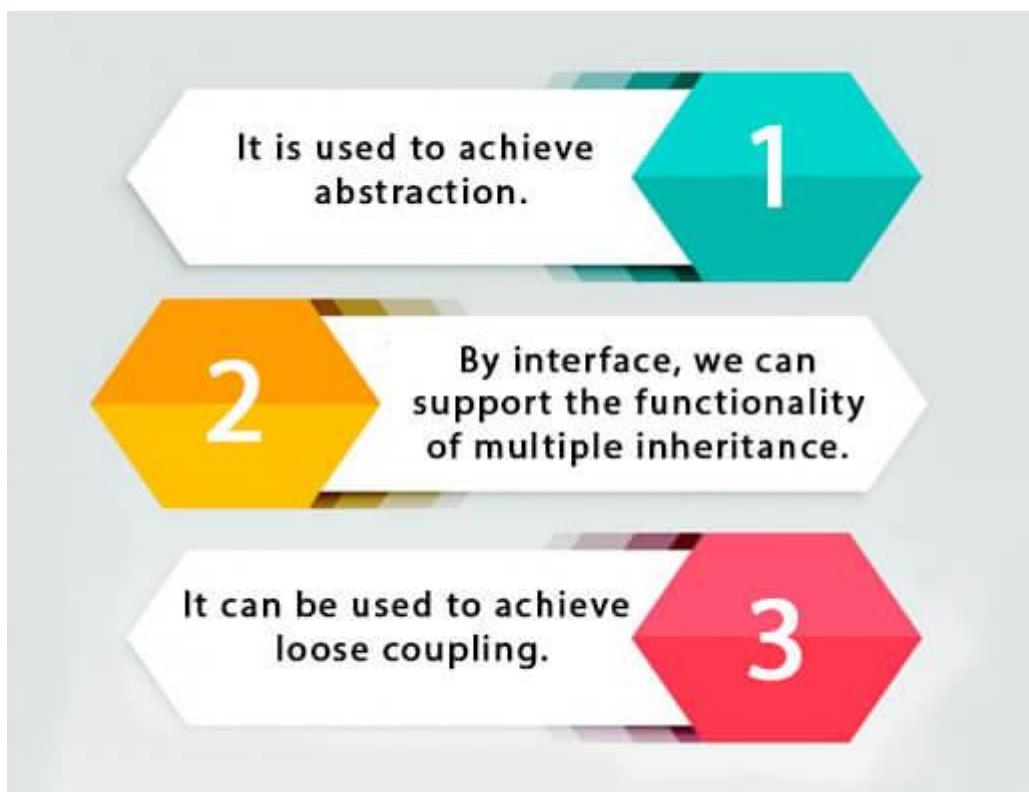 It is used to achieve
abstraction.
1
2
By interface, we can
support the functionality
of multiple inheritance.
It can be used to achieve
loose coupling.
3